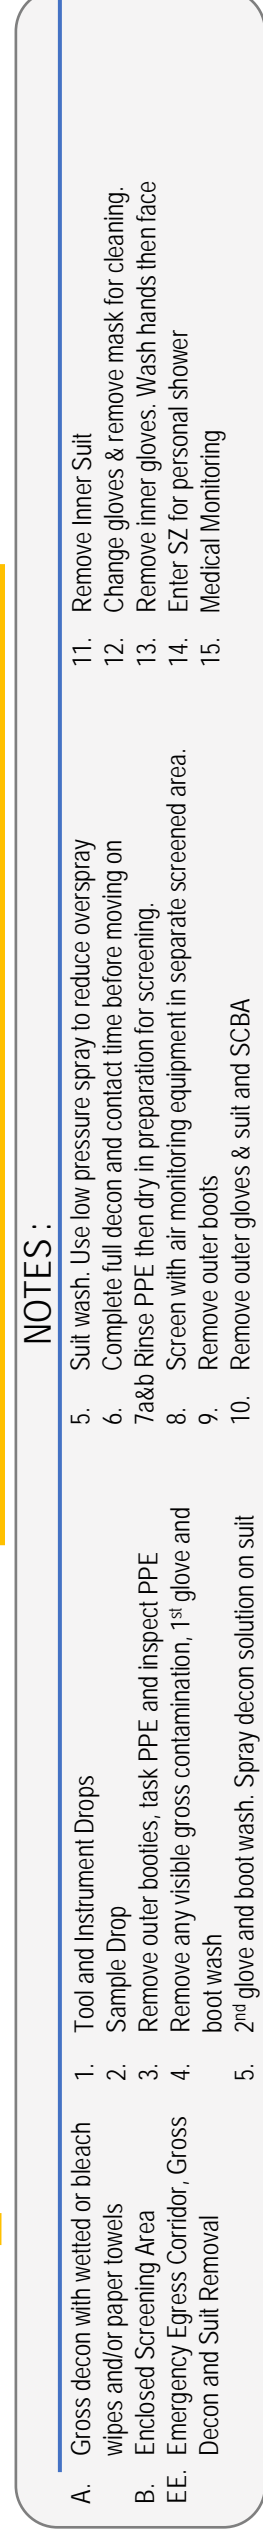 NOTES:
A. Gross decon with wetted or bleach
wipes and/or paper towels
B. Enclosed Screening Area
EE. Emergency Egress Corridor, Gross
Decon and Suit Removal
1. Tool and Instrument Drops
2. Sample Drop
3. Remove outer booties, task PPE and inspect PPE
4. Remove any visible gross contamination, 1st glove and
boot wash
5. 2nd glove and boot wash. Spray decon solution on suit
5. Suit wash. Use low pressure spray to reduce overspray
6. Complete full decon and contact time before moving on
7a&b Rinse PPE then dry in preparation for screening.
8. Screen with air monitoring equipment in separate screened area.
9. Remove outer boots
10. Remove outer gloves & suit and SCBA
11. Remove Inner Suit
12. Change gloves & remove mask for cleaning.
13. Remove inner gloves. Wash hands then face
14. Enter SZ for personal shower
15. Medical Monitoring